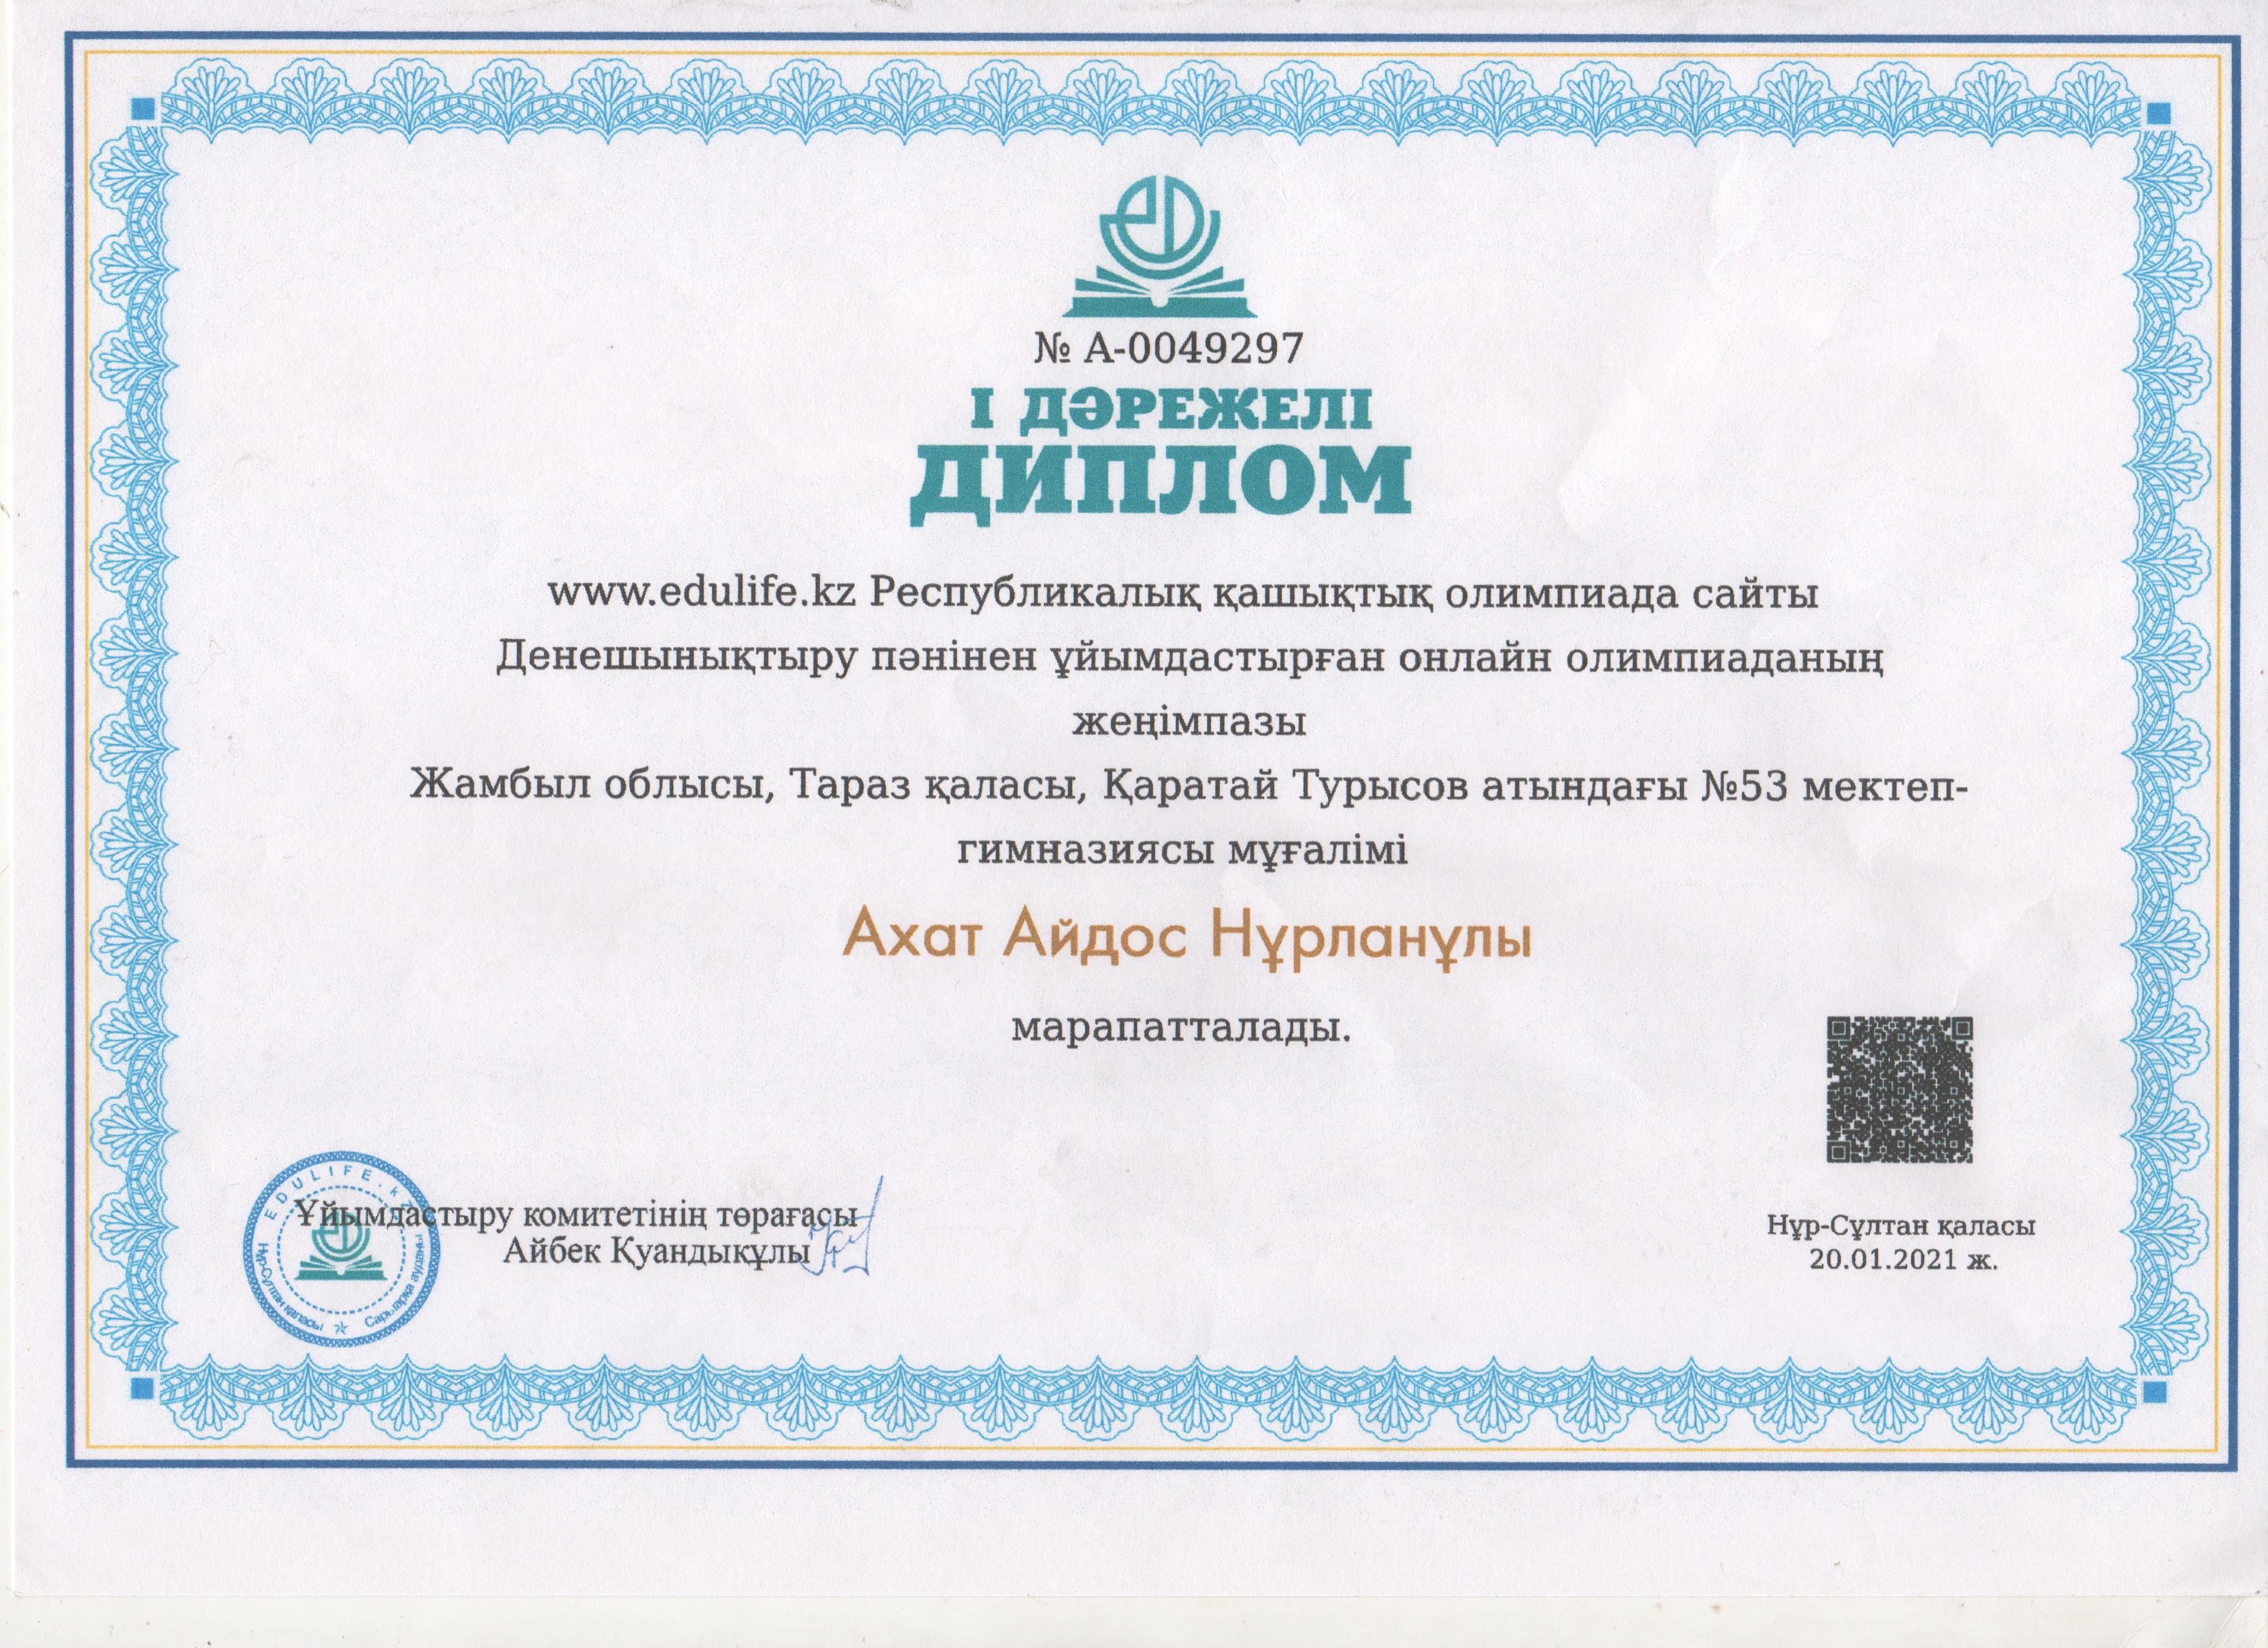 № А-0049297
І ДӘРЕЖЕЛІ
ДИПЛОМ
www.edulife.kz Республикалық қашықтық олимпиада сайты
Денешынықтыру пәнінен ұйымдастырған онлайн олимпиаданың
жеңімпазы
Жамбыл облысы, Тараз қаласы, Қаратай Турысов атындағы №53 мектеп-
гимназиясы мұғалімі
Ахат Айдос Нұрланұлы
марапатталады.
EDULIFE.kz
Нұр-Сұлтан қаласы
Сарыарқа ауданы
Ұйымдастыру комитетінің төрағасы
Айбек Қуандықұлы
Нұр-Сұлтан қаласы
20.01.2021 ж.